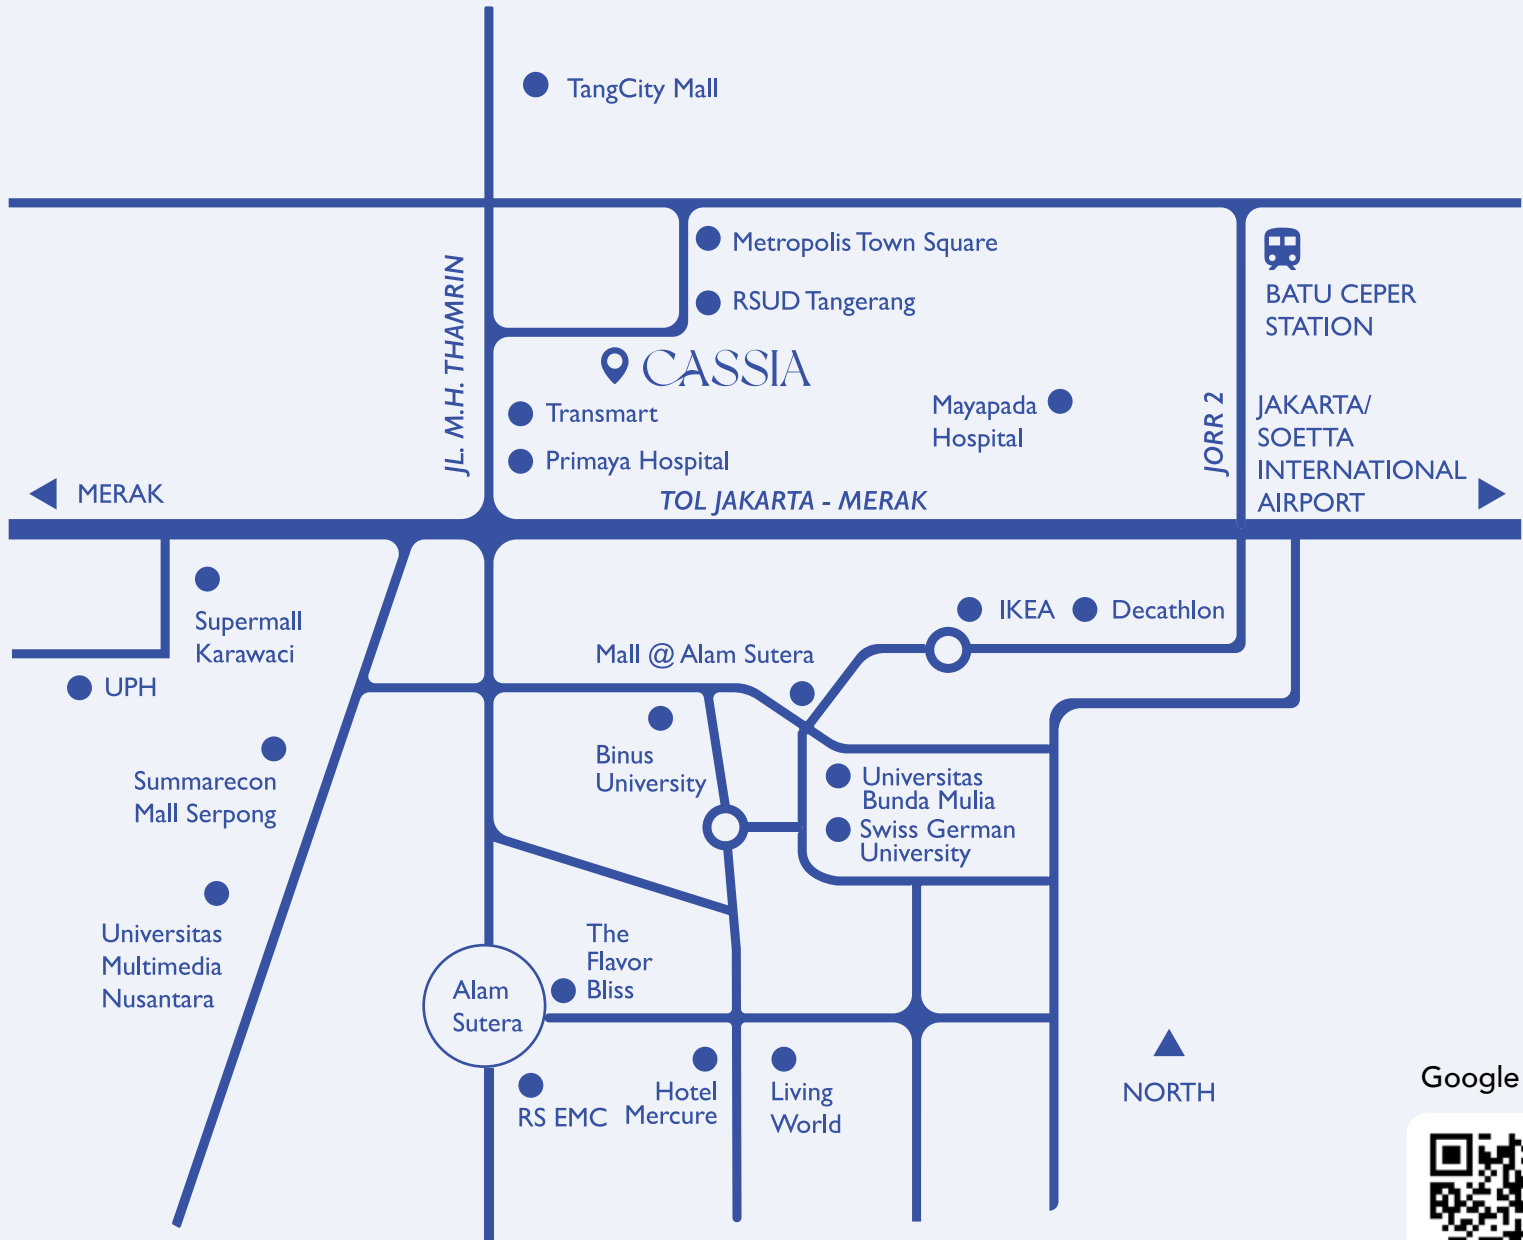 TangCity Mall
Metropolis Town Square
RSUD Tangerang
JL. M.H. THAMRIN
CASSIA
Transmart
Primaya Hospital
Mayapada
Hospital
BATU CEPER
STATION
JORR 2
JAKARTA/
SOETTA
INTERNATIONAL
AIRPORT
MERAK
TOL JAKARTA - MERAK
Supermall
Karawaci
UPH
IKEA
Decathlon
Mall @ Alam Sutera
Binus
University
Summarecon
Mall Serpong
Universitas
Bunda Mulia
Swiss German
University
Universitas
Multimedia
Nusantara
The
Flavor
Bliss
Alam
Sutera
RS EMC
Hotel
Mercure
Living
World
NORTH
Google